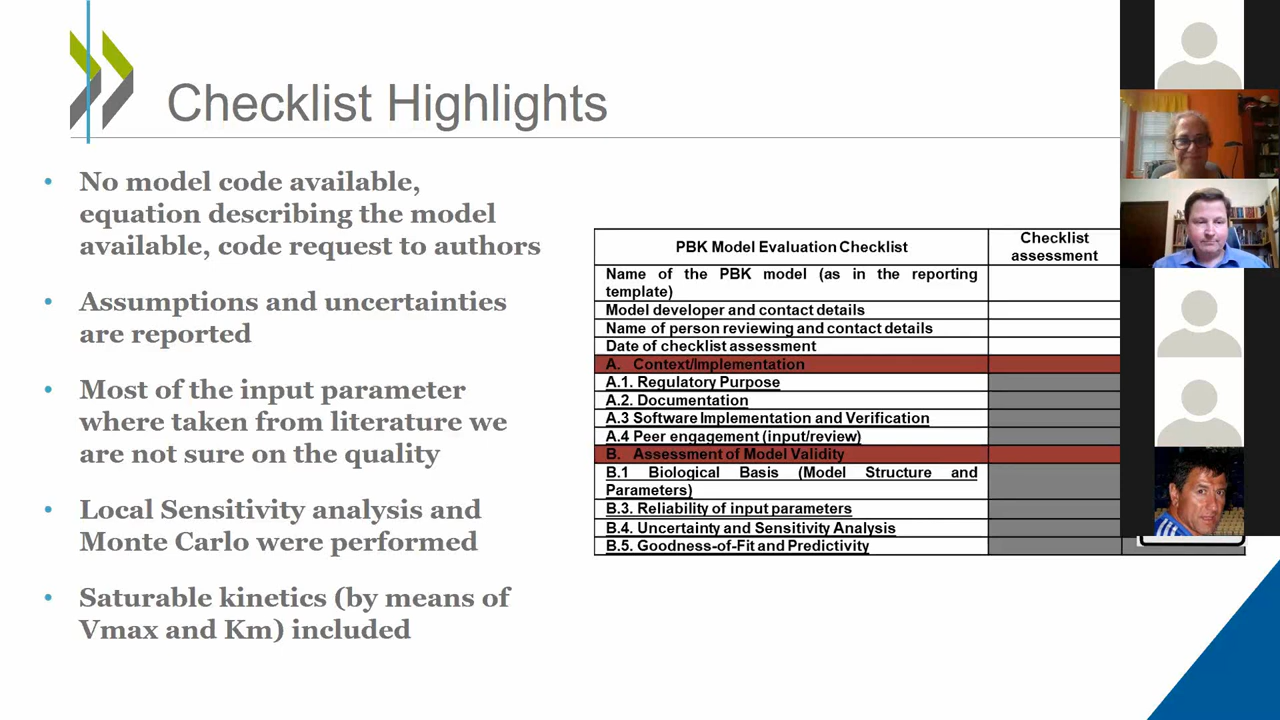 Checklist Highlights
• No model code available,
equation describing the model
available, code request to authors
• Assumptions and uncertainties
are reported
• Most of the input parameter
where taken from literature we
are not sure on the quality
• Local Sensitivity analysis and
Monte Carlo were performed
• Saturable kinetics (by means of
Vmax and Km) included
PBK Model Evaluation Checklist
Checklist
assessment
Name of the PBK model (as in the reporting
template)
Model developer and contact details
Name of person reviewing and contact details
Date of checklist assessment
A. Context/Implementation
A.1. Regulatory Purpose
A.2. Documentation
A.3 Software Implementation and Verification
A.4 Peer engagement (input/review)
B. Assessment of Model Validity
B.1 Biological Basis (Model Structure and
Parameters)
B.3. Reliability of input parameters
B.4. Uncertainty and Sensitivity Analysis
B.5. Goodness-of-Fit and Predictivity